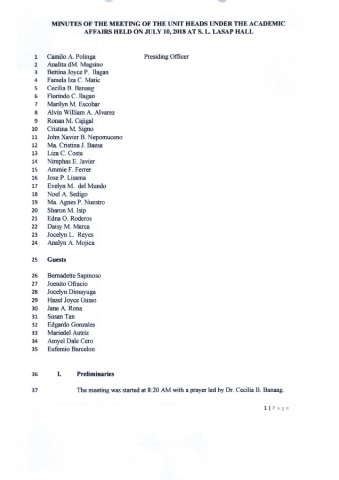 MINUTES OF THE MEETING OF THE UNIT HEADS UNDER THE ACADEMIC
AFFAIRS HELD ON JULY 10, 2018 AT S. L. LASAP HALL
1 Camilo A. Polinga Presiding Officer
2 Analita dM. Magsino
3 Bettina Joyce P. Ilagan
4 Famela Iza C. Matic
5 Cecilia B. Banaag
6 Florindo C. Ilagan
7 Marilyn M. Escobar
8 Alvin William A. Alvarez
9 Ronan M. Cajigal
10 Cristina M. Signo
11 John Xavier B. Nepomuceno
12 Ma. Cristina J. Baesa
13 Liza C. Costa
14 Nimphas E. Javier
15 Ammie F. Ferrer
16 Jose P. Lisama
17 Evelyn M. del Mundo
18 Noel A. Sedigo
19 Ma. Agnes P. Nuestro
20 Sharon M. Isip
21 Edna O. Roderos
22 Daisy M. Marca
23 Jocelyn L. Reyes
24 Analyn A. Mojica
25 Guests
26 Bernadette Sapinoso
27 Joenito Ofracio
28 Jocelyn Dimayuga
29 Hazel Joyce Guiao
30 Jane A. Rona
31 Susan Tan
32 Edgardo Gonzales
33 Mariedel Autriz
34 Amyel Dale Cero
35 Eufemio Barcelon
36 I. Preliminaries
37 The meeting was started at 8:20 AM with a prayer led by Dr. Cecilia B. Banaag.
1 | Page